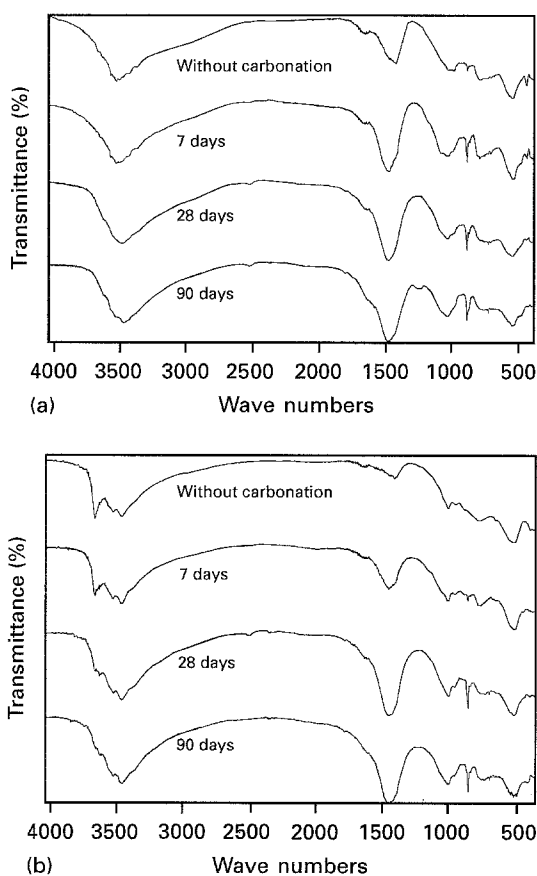 Transmittance (%)
Without carbonation
7 days
28 days
90 days
4000 3500 3000 2500 2000 1500 1000 500
(a)
Wave numbers
Transmittance (%)
Without carbonation
7 days
28 days
90 days
4000 3500 3000 2500 2000 1500 1000 500
(b)
Wave numbers